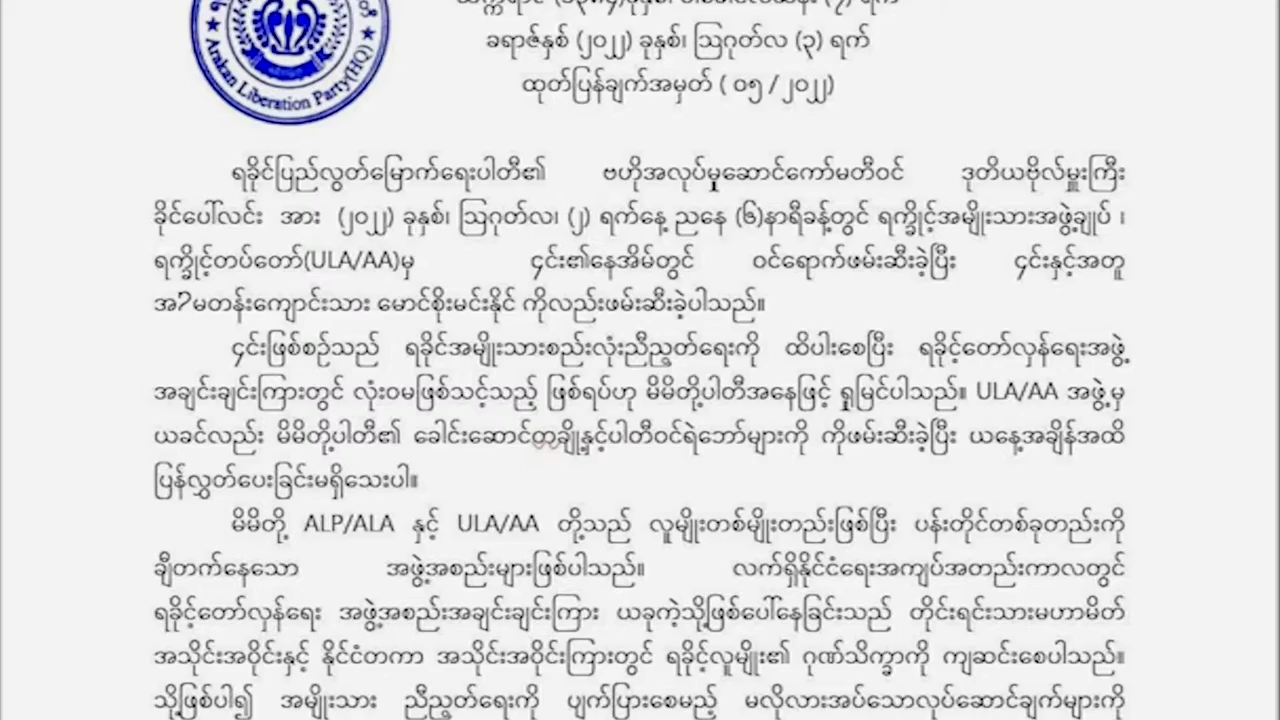 Arakan Liberation Party(HQ)
ခရာဇ်နှစ် (၂၀၂၂) ခုနှစ်၊ ဩဂုတ်လ (၃) ရက်
ထုတ်ပြန်ချက်အမှတ် ( ၀၅ /၂၀၂၂)
ရခိုင်ပြည်လွတ်မြောက်ရေးပါတီ၏ ဗဟိုအလုပ်မှုဆောင်ကော်မတီဝင် ဒုတိယဗိုလ်မှူးကြီး
ခိုင်ပေါ်လင်း အား (၂၀၂၂) ခုနှစ်၊ ဩဂုတ်လ၊ (၂) ရက်နေ့ ညနေ (၆)နာရီခန့်တွင် ရက္ခိုင့်အမျိုးသားအဖွဲ့ချုပ် ၊
ရက္ခိုင့်တပ်တော်(ULA/AA)မှ ၄င်း၏နေအိမ်တွင် ဝင်ရောက်ဖမ်းဆီးခဲ့ပြီး ၄င်းနှင့်အတူ
အ?မတန်းကျောင်းသား မောင်စိုးမင်းနိုင် ကိုလည်းဖမ်းဆီးခဲ့ပါသည်။
၄င်းဖြစ်စဉ်သည် ရခိုင်အမျိုးသားစည်းလုံးညီညွတ်ရေးကို ထိပါးစေပြီး ရခိုင့်တော်လှန်ရေးအဖွဲ့
အချင်းချင်းကြားတွင် လုံးဝမဖြစ်သင့်သည့် ဖြစ်ရပ်ဟု မိမိတို့ပါတီအနေဖြင့် ရှုမြင်ပါသည်။ ULA/AA အဖွဲ့မှ
ယခင်လည်း မိမိတို့ပါတီ၏ ခေါင်းဆောင်တချို့နှင့်ပါတီဝင်ရဲဘော်များကို ကိုဖမ်းဆီးခဲ့ပြီး ယနေ့အချိန်အထိ
ပြန်လွှတ်ပေးခြင်းမရှိသေးပါ။
မိမိတို့ ALP/ALA နှင့် ULA/AA တို့သည် လူမျိုးတစ်မျိုးတည်းဖြစ်ပြီး ပန်းတိုင်တစ်ခုတည်းကို
ချီတက်နေသော အဖွဲ့အစည်းများဖြစ်ပါသည်။ လက်ရှိနိုင်ငံရေးအကျပ်အတည်းကာလတွင်
ရခိုင့်တော်လှန်ရေး အဖွဲ့အစည်းအချင်းချင်းကြား ယခုကဲ့သို့ဖြစ်ပေါ်နေခြင်းသည် တိုင်းရင်းသားမဟာမိတ်
အသိုင်းအဝိုင်းနှင့် နိုင်ငံတကာ အသိုင်းအဝိုင်းကြားတွင် ရခိုင့်လူမျိုး၏ ဂုဏ်သိက္ခာကို ကျဆင်းစေပါသည်။
သို့ဖြစ်ပါ၍ အမျိုးသား ညီညွတ်ရေးကို ပျက်ပြားစေမည့် မလိုလားအပ်သောလုပ်ဆောင်ချက်များကို